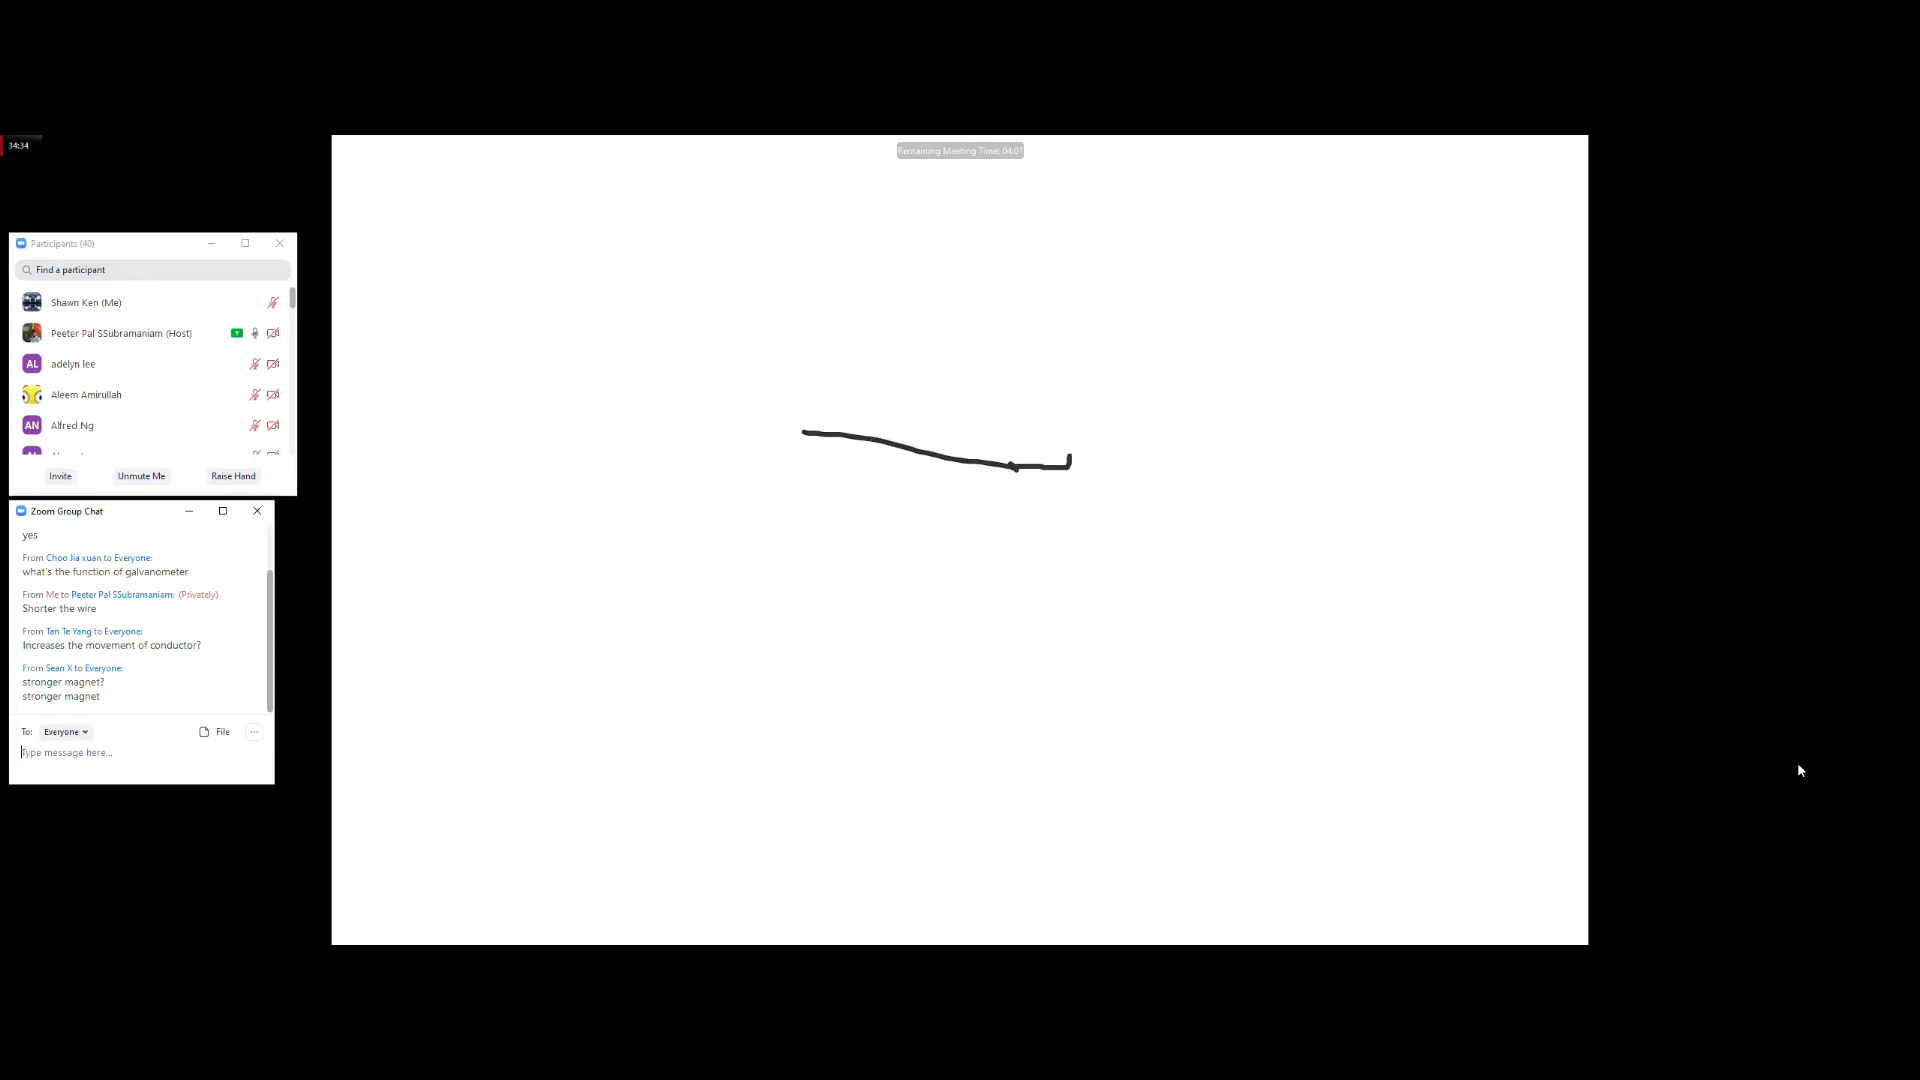 Remaining Meeting Time: 04:01
34:34
Participants (40)
Find a participant
Shawn Ken (Me)
Peeter Pal SSubramaniam (Host)
AL adelyn lee
Aleem Amirullah
AN Alfred Ng
Invite Unmute Me Raise Hand
Zoom Group Chat
yes
From Choo Jia xuan to Everyone:
what's the function of galvanometer
From Me to Peeter Pal SSubramaniam: (Privately)
Shorter the wire
From Tan Te Yang to Everyone:
Increases the movement of conductor?
From Sean X to Everyone:
stronger magnet?
stronger magnet
To: Everyone File ...
Type message here...